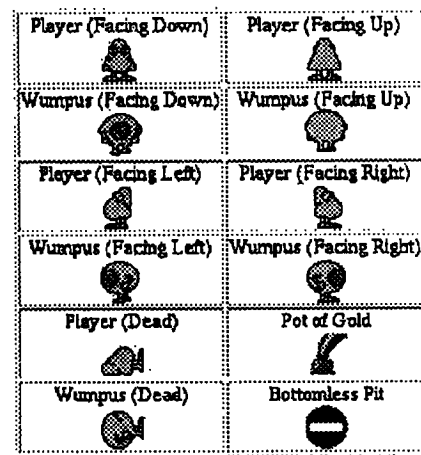 Player (Facing Down) Player (Facing Up)
Wumpus (Facing Down) Wumpus (Facing Up)
Player (Facing Left) Player (Facing Right)
Wumpus (Facing Left) Wumpus (Facing Right)
Player (Dead) Pot of Gold
Wumpus (Dead) Bottomless Pit